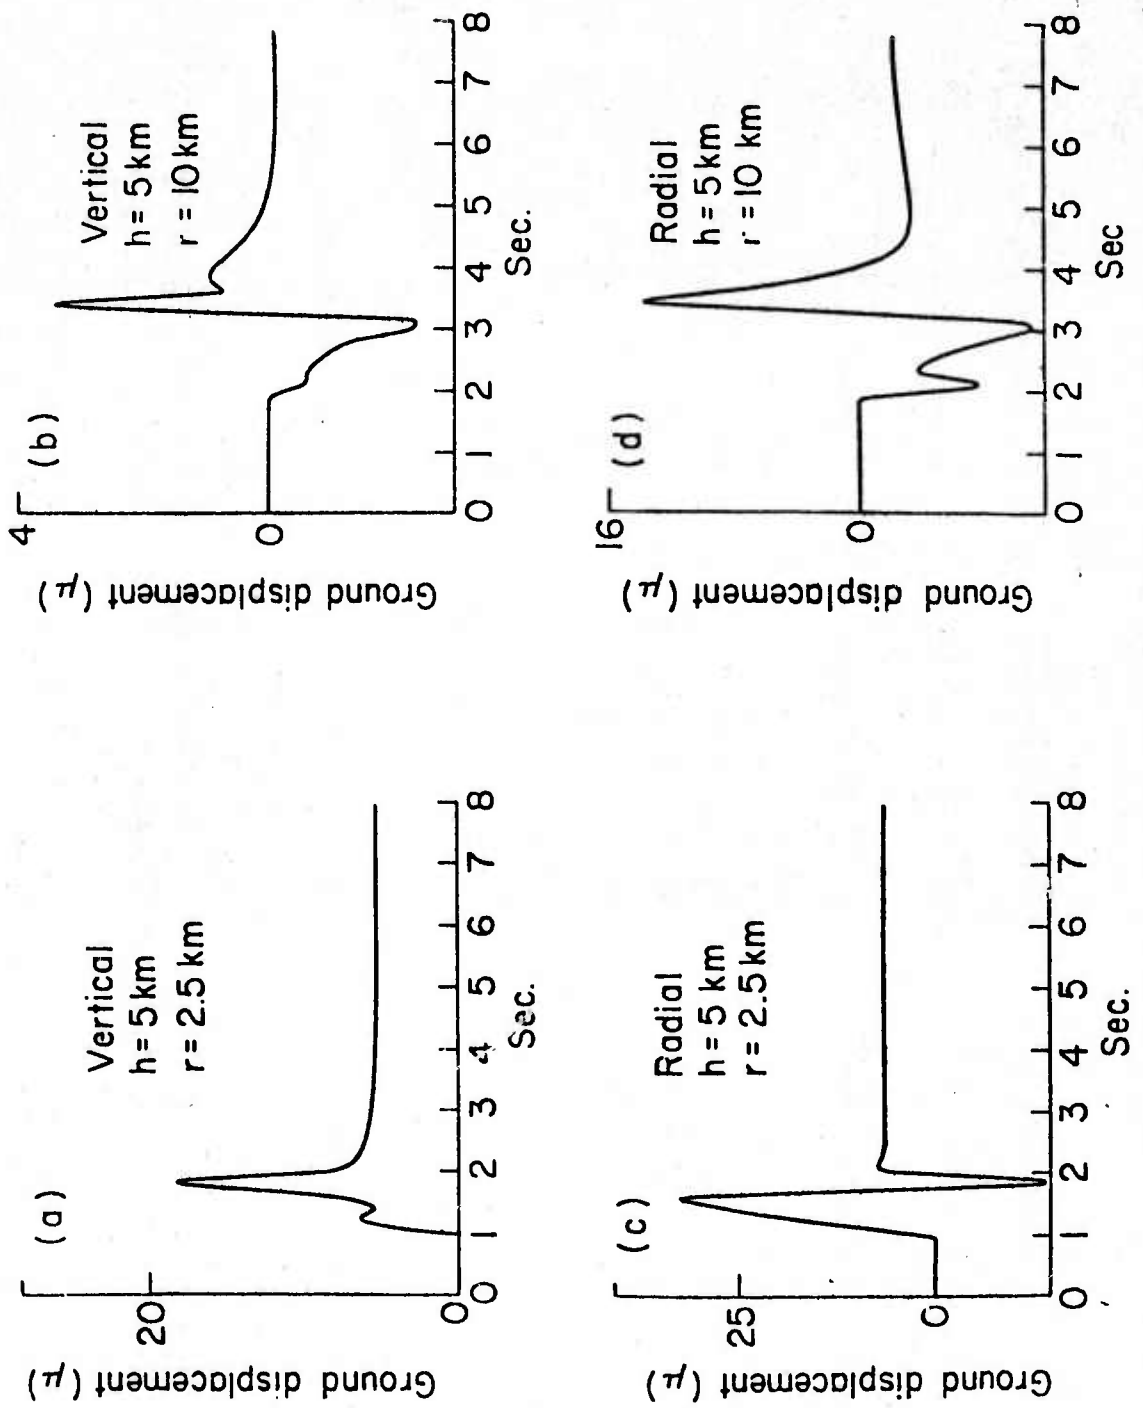 (a)
Vertical
h = 5 km
r = 2.5 km
Ground displacement (μ)
20
0
0 1 2 3 4 5 6 7 8
Sec.
(b)
Vertical
h = 5 km
r = 10 km
Ground displacement (μ)
4
0
0 1 2 3 4 5 6 7 8
Sec.
(c)
Radial
h = 5 km
r = 2.5 km
Ground displacement (μ)
25
0
0 1 2 3 4 5 6 7 8
Sec.
(d)
Radial
h = 5 km
r = 10 km
Ground displacement (μ)
16
0
0 1 2 3 4 5 6 7 8
Sec